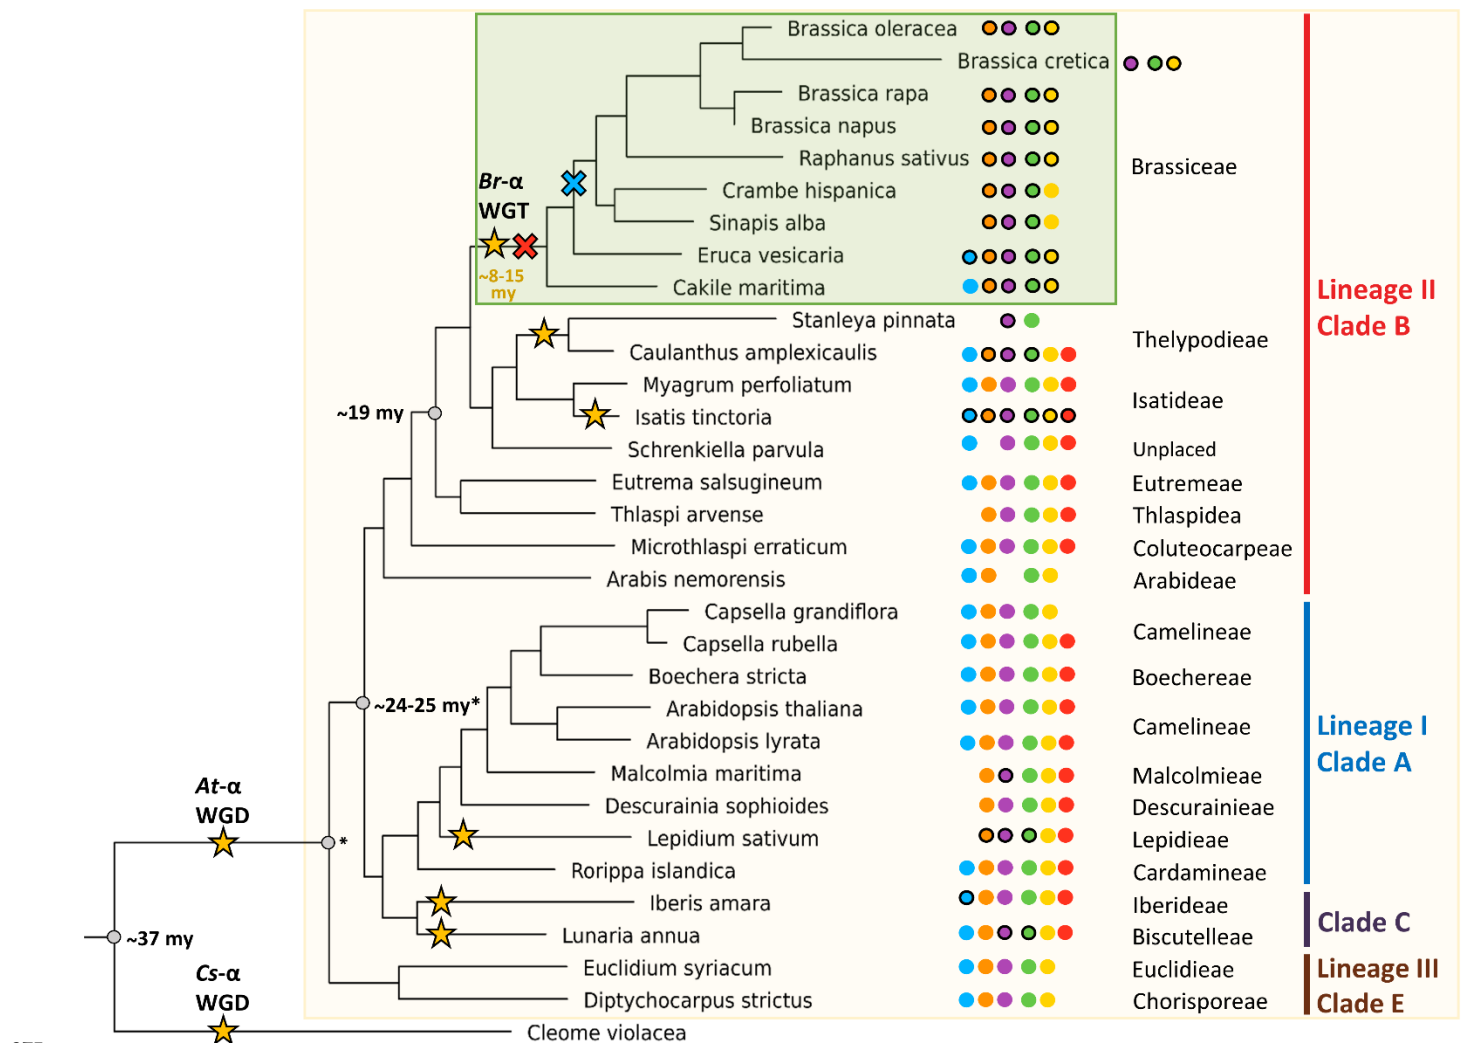 Brassica oleracea
Brassica cretica
Brassica rapa
Brassica napus
Brassiceae
Raphanus sativus
Br-α
WGT
Crambe hispanica
Sinapis alba
Eruca vesicaria
~8-15
my
Cakile maritima
Lineage II
Clade B
Stanleya pinnata
Thelypodieae
Caulanthus amplexicaulis
Myagrum perfoliatum
Isatideae
~19 my
Isatis tinctoria
Schrenkiella parvula
Unplaced
Eutrema salsugineum
Eutremeae
Thlaspi arvense
Thlaspidea
Microthlaspi erraticum
Coluteocarpeae
Arabis nemorensis
Arabideae
Capsella grandiflora
Camelineae
Capsella rubella
Boechera stricta
Boechereae
~24-25 my*
Arabidopsis thaliana
Camelineae
Lineage I
Clade A
Arabidopsis lyrata
Malcolmia maritima
Malcolmieae
At-α
WGD
Descurainia sophioides
Descurainieae
*
Lepidium sativum
Lepidieae
Rorippa islandica
Cardamineae
Iberis amara
Iberideae
Clade C
~37 my
Lunaria annua
Biscutelleae
Cs-α
WGD
Euclidium syriacum
Euclidieae
Lineage III
Clade E
Diptychocarpus strictus
Chorisporeae
Cleome violacea